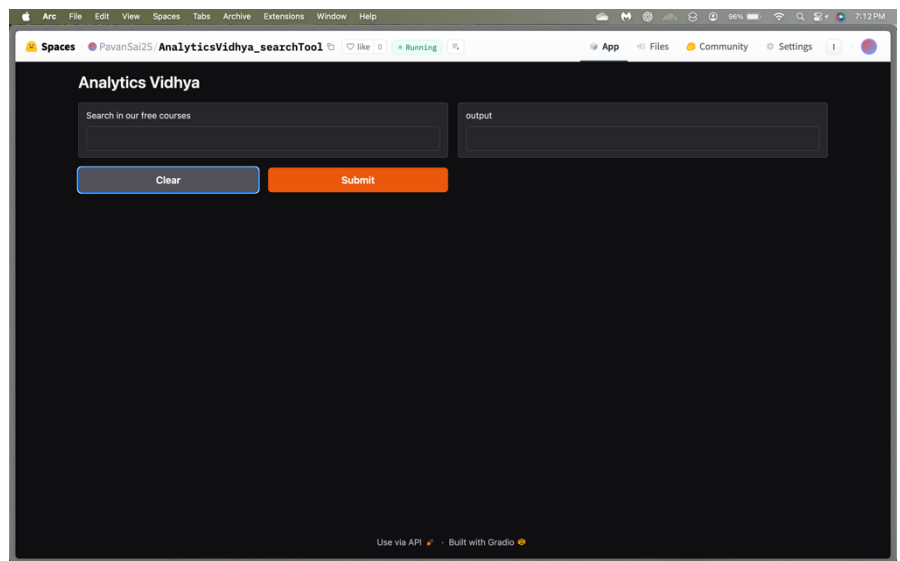 Arc File Edit View Spaces Tabs Archive Extensions Window Help 96% 7:12 PM
Spaces PavanSai25/AnalyticsVidhya_searchTool like 0 Running App Files Community Settings
Analytics Vidhya
Search in our free courses output
Clear Submit
Use via API · Built with Gradio